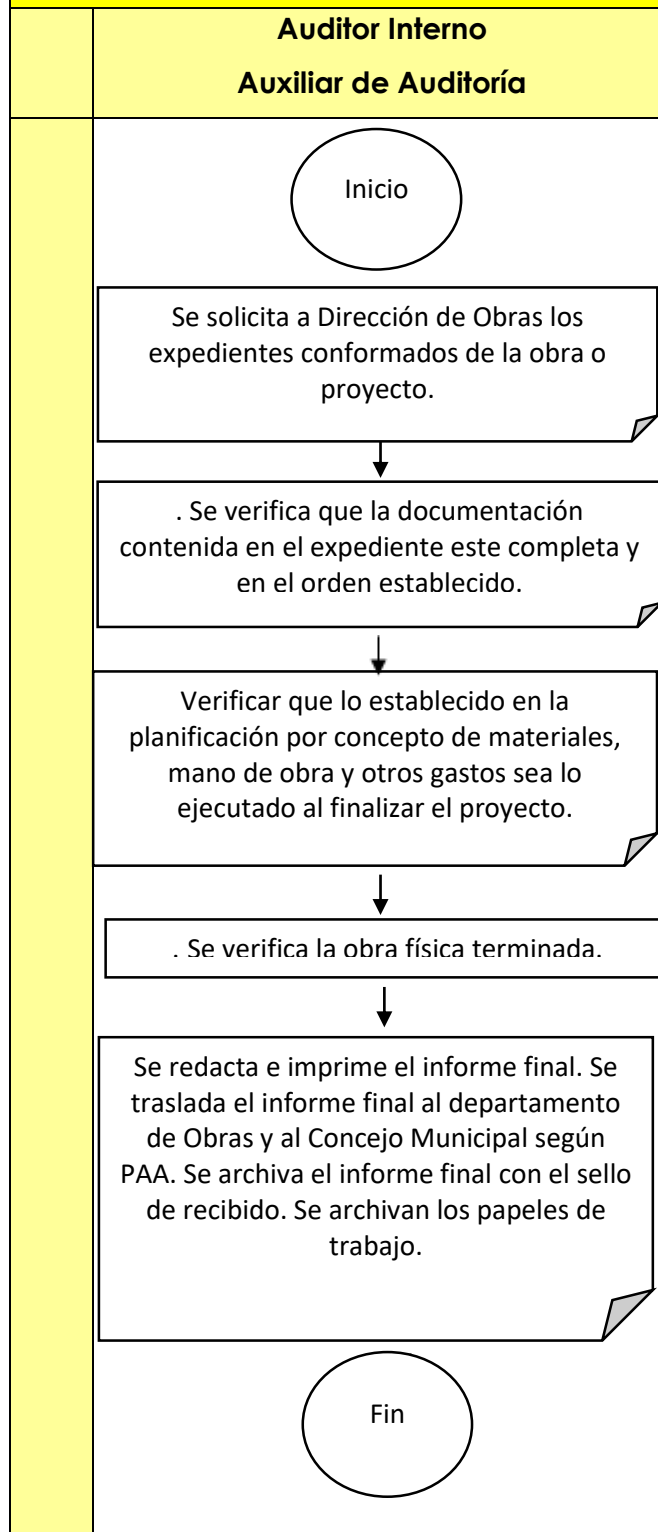 Auditor Interno
Auxiliar de Auditoría
Inicio
Se solicita a Dirección de Obras los
expedientes conformados de la obra o
proyecto.
. Se verifica que la documentación
contenida en el expediente este completa y
en el orden establecido.
Verificar que lo establecido en la
planificación por concepto de materiales,
mano de obra y otros gastos sea lo
ejecutado al finalizar el proyecto.
. Se verifica la obra física terminada.
Se redacta e imprime el informe final. Se
traslada el informe final al departamento
de Obras y al Concejo Municipal según
PAA. Se archiva el informe final con el sello
de recibido. Se archivan los papeles de
trabajo.
Fin